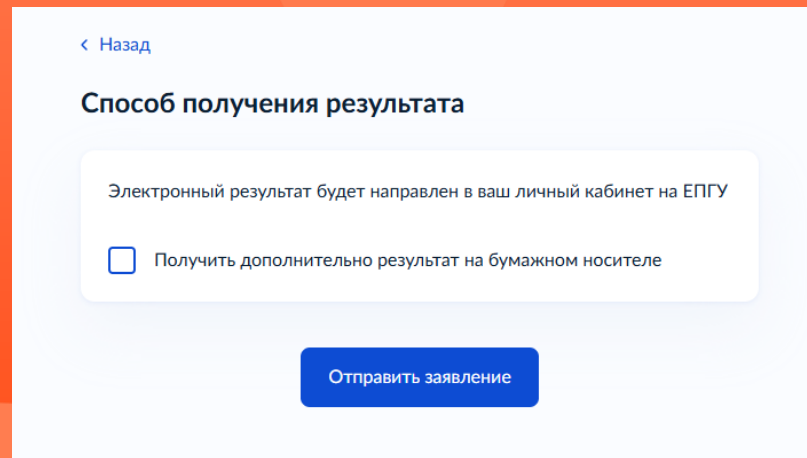 Назад
Способ получения результата
Электронный результат будет направлен в ваш личный кабинет на ЕПГУ
Получить дополнительно результат на бумажном носителе
Отправить заявление